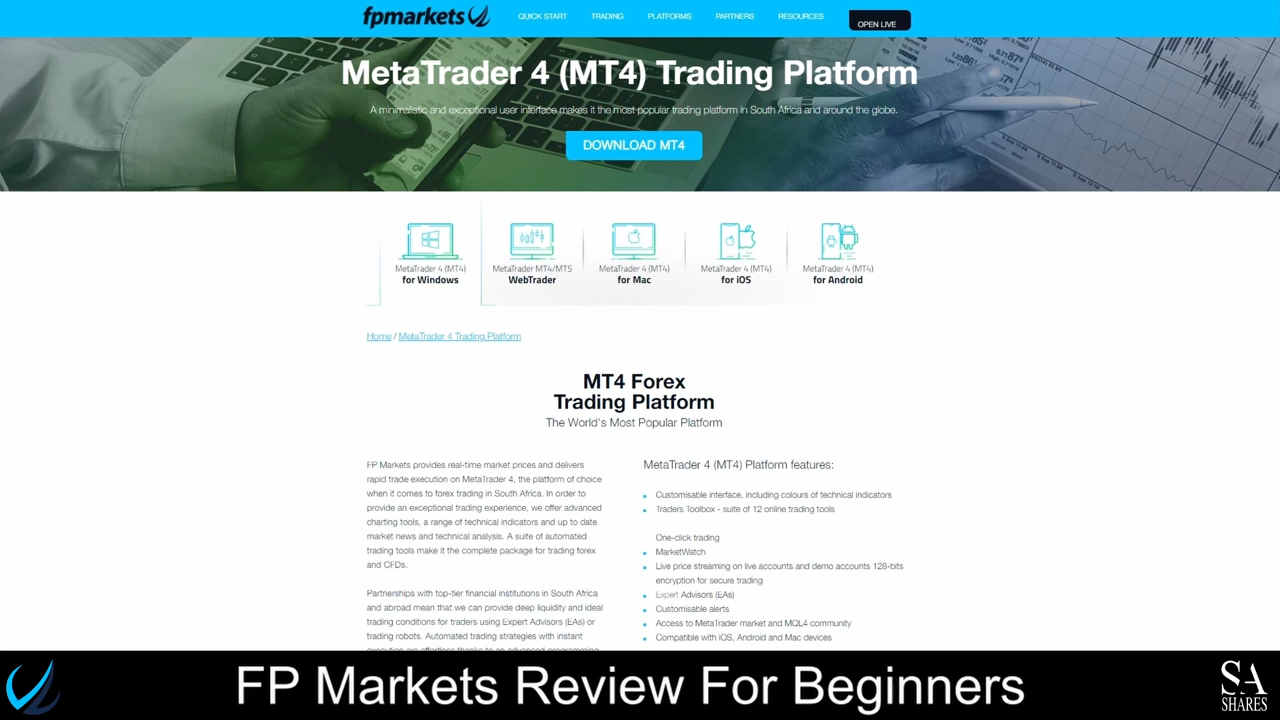 fpmarkets
QUICK START
TRADING
PLATFORMS
PARTNERS
RESOURCES
OPEN LIVE
MetaTrader 4 (MT4) Trading Platform
A minimalistic and exceptional user interface makes it the most popular trading platform in South Africa and around the globe.
DOWNLOAD MT4
MetaTrader 4 (MT4)
for Windows
MetaTrader MT4/MT5
WebTrader
MetaTrader 4 (MT4)
for Mac
MetaTrader 4 (MT4)
for iOS
MetaTrader 4 (MT4)
for Android
Home / MetaTrader 4 Trading Platform
MT4 Forex
Trading Platform
The World's Most Popular Platform
FP Markets provides real-time market prices and delivers
rapid trade execution on MetaTrader 4, the platform of choice
when it comes to forex trading in South Africa. In order to
provide an exceptional trading experience, we offer advanced
charting tools, a range of technical indicators and up to date
market news and technical analysis. A suite of automated
trading tools make it the complete package for trading forex
and CFDs.
Partnerships with top-tier financial institutions in South Africa
and abroad mean that we can provide deep liquidity and ideal
trading conditions for traders using Expert Advisors (EAs) or
trading robots. Automated trading strategies with instant
execution are effortless thanks to an advanced programming
MetaTrader 4 (MT4) Platform features:
Customisable interface, including colours of technical indicators
Traders Toolbox - suite of 12 online trading tools
One-click trading
MarketWatch
Live price streaming on live accounts and demo accounts 128-bits
encryption for secure trading
Expert Advisors (EAs)
Customisable alerts
Access to MetaTrader market and MQL4 community
Compatible with iOS, Android and Mac devices
FP Markets Review For Beginners
SA
SHARES